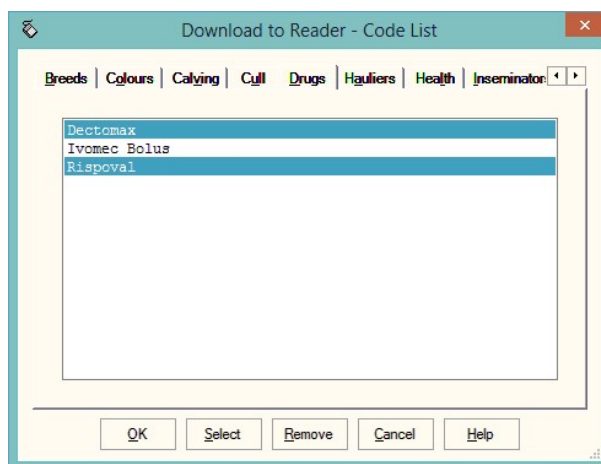 Download to Reader - Code List
Breeds Colours Calving Cull Drugs Hauliers Health Inseminator
Dectomax
Ivomec Bolus
Rispoval
OK Select Remove Cancel Help